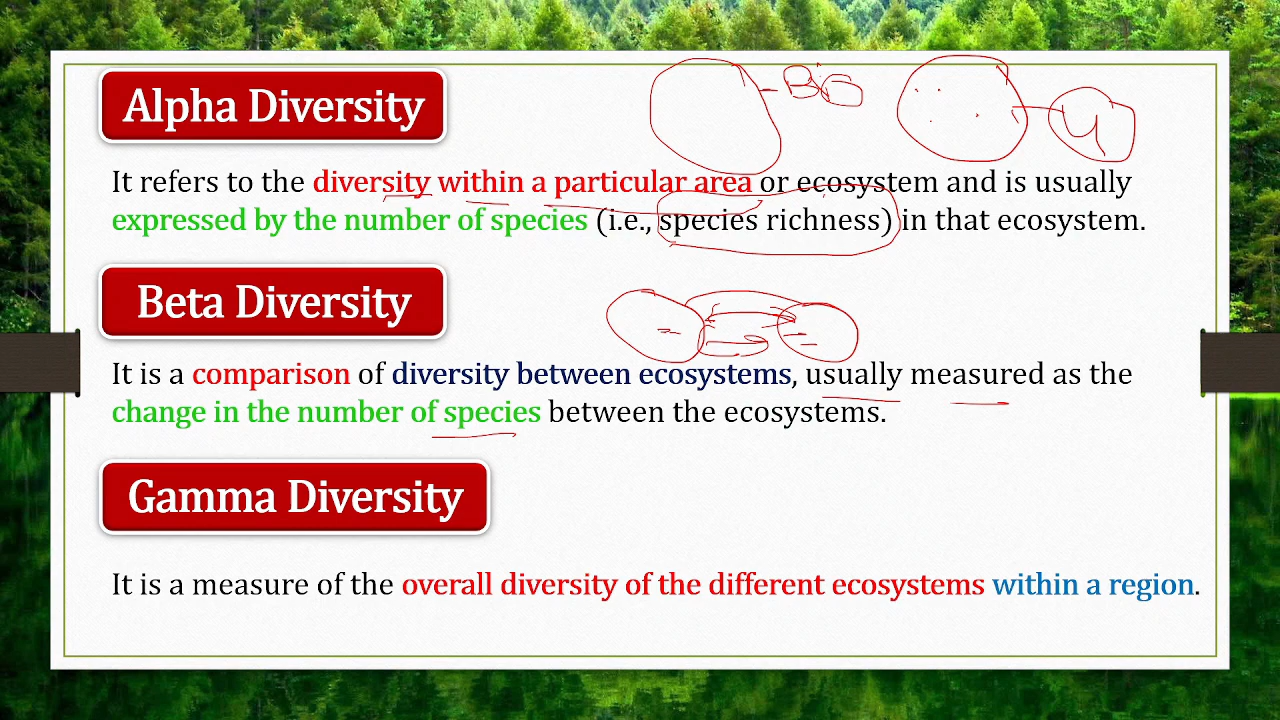 Alpha Diversity
It refers to the diversity within a particular area or ecosystem and is usually
expressed by the number of species (i.e., species richness) in that ecosystem.
Beta Diversity
It is a comparison of diversity between ecosystems, usually measured as the
change in the number of species between the ecosystems.
Gamma Diversity
It is a measure of the overall diversity of the different ecosystems within a region.